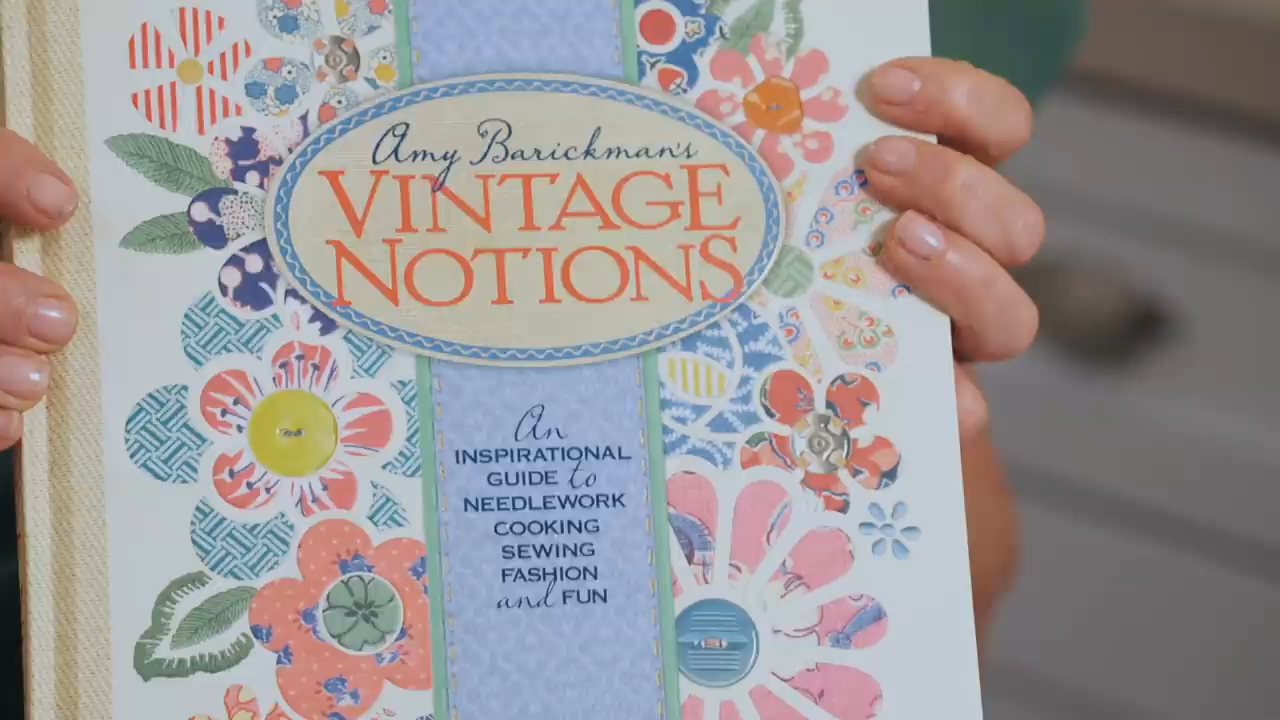 Amy Barickman's
VINTAGE
NOTIONS
An
INSPIRATIONAL
GUIDE to
NEEDLEWORK
COOKING
SEWING
FASHION
and FUN